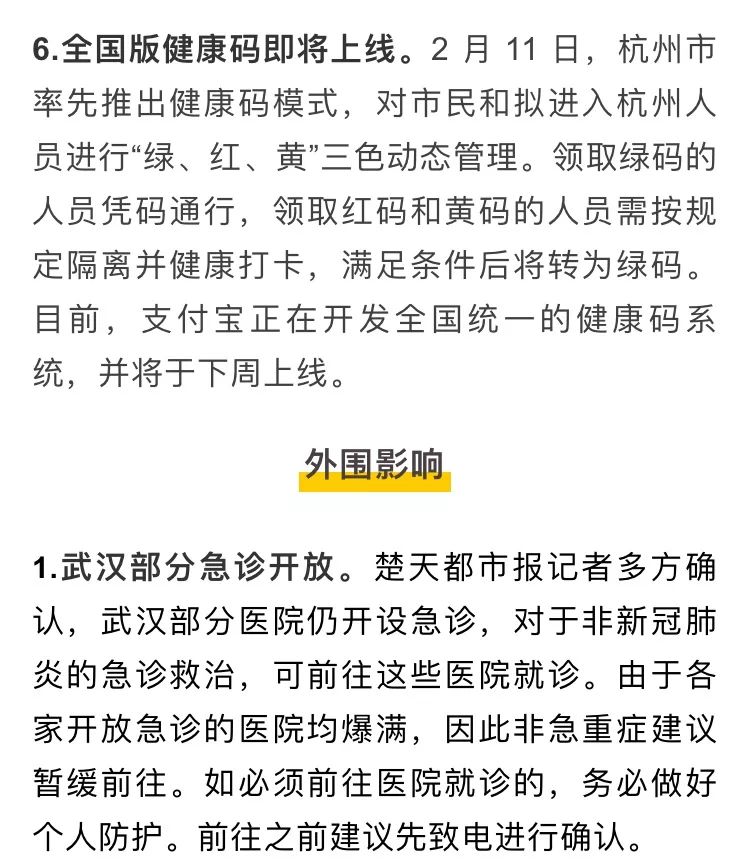 6.全国版健康码即将上线。2 月 11 日，杭州市
率先推出健康码模式，对市民和拟进入杭州人
员进行“绿、红、黄”三色动态管理。领取绿码的
人员凭码通行，领取红码和黄码的人员需按规
定隔离并健康打卡，满足条件后将转为绿码。
目前，支付宝正在开发全国统一的健康码系
统，并将于下周上线。
外围影响
1.武汉部分急诊开放。楚天都市报记者多方确
认，武汉部分医院仍开设急诊，对于非新冠肺
炎的急诊救治，可前往这些医院就诊。由于各
家开放急诊的医院均爆满，因此非急重症建议
暂缓前往。如必须前往医院就诊的，务必做好
个人防护。前往之前建议先致电进行确认。